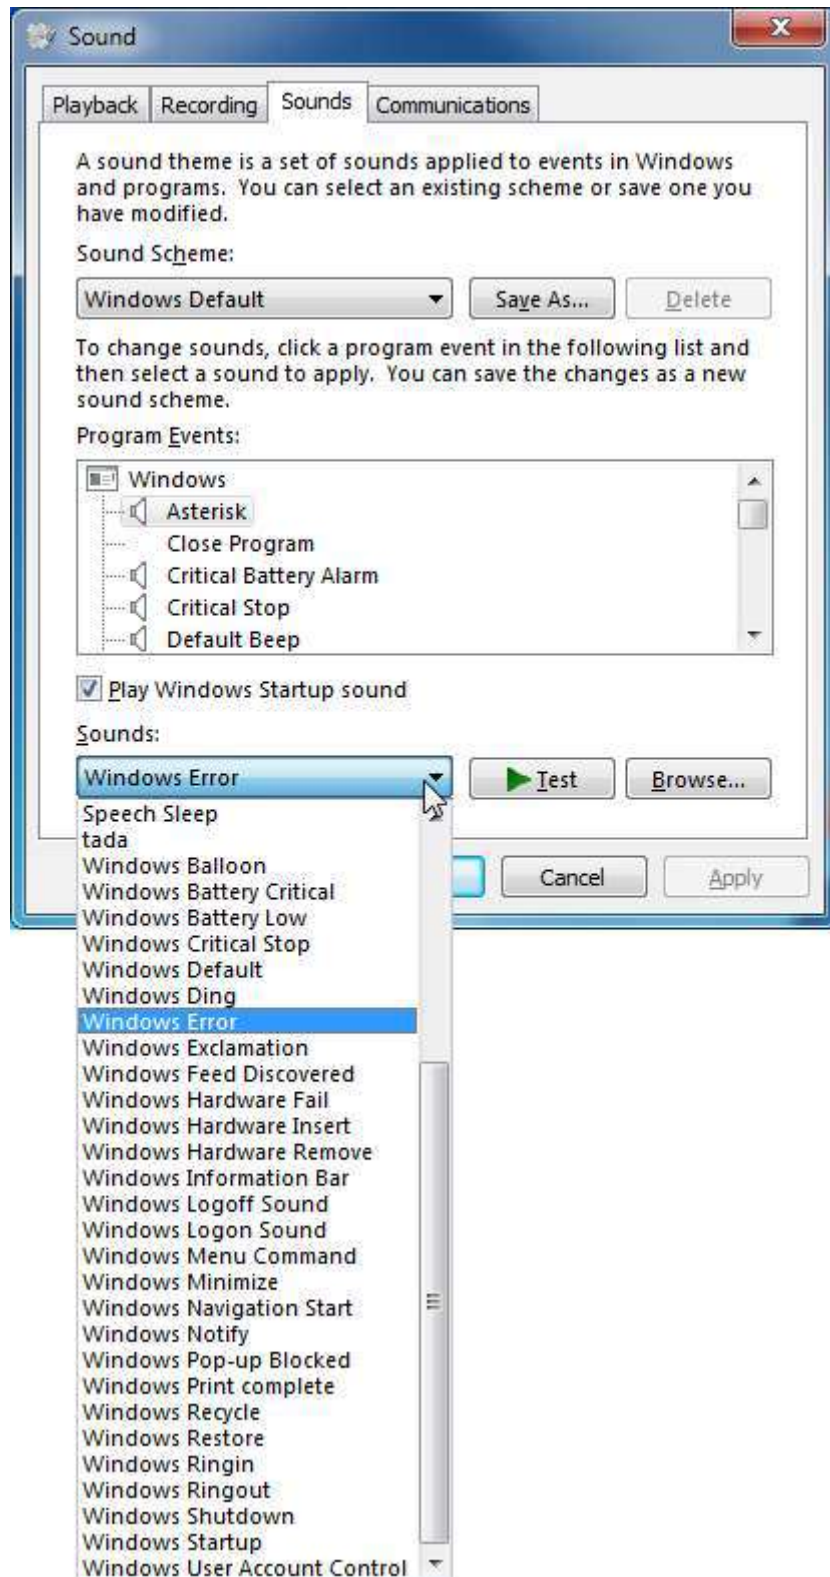 Sound
Playback Recording Sounds Communications
A sound theme is a set of sounds applied to events in Windows
and programs. You can select an existing scheme or save one you
have modified.
Sound Scheme:
Windows Default Save As... Delete
To change sounds, click a program event in the following list and
then select a sound to apply. You can save the changes as a new
sound scheme.
Program Events:
Windows
Asterisk
Close Program
Critical Battery Alarm
Critical Stop
Default Beep
Play Windows Startup sound
Sounds:
Windows Error Test Browse...
Speech Sleep
tada
Windows Balloon
Cancel Apply
Windows Battery Critical
Windows Battery Low
Windows Critical Stop
Windows Default
Windows Ding
Windows Error
Windows Exclamation
Windows Feed Discovered
Windows Hardware Fail
Windows Hardware Insert
Windows Hardware Remove
Windows Information Bar
Windows Logoff Sound
Windows Logon Sound
Windows Menu Command
Windows Minimize
Windows Navigation Start
Windows Notify
Windows Pop-up Blocked
Windows Print complete
Windows Recycle
Windows Restore
Windows Ringin
Windows Ringout
Windows Shutdown
Windows Startup
Windows User Account Control